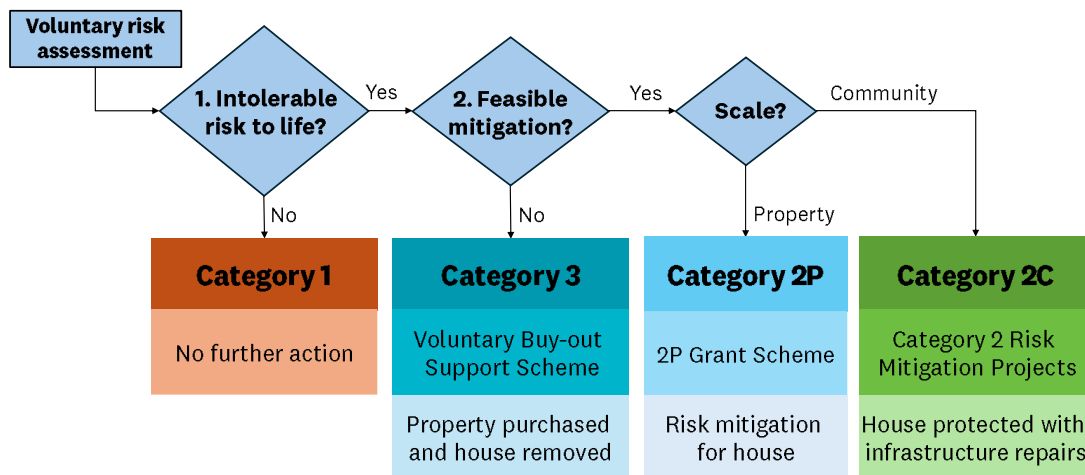 Voluntary risk
assessment
1. Intolerable
risk to life?
Yes
2. Feasible
mitigation?
Yes
Scale?
Community
No
No
Property
Category 1
No further action
Category 3
Voluntary Buy-out
Support Scheme
Property purchased
and house removed
Category 2P
2P Grant Scheme
Risk mitigation
for house
Category 2C
Category 2 Risk
Mitigation Projects
House protected with
infrastructure repairs